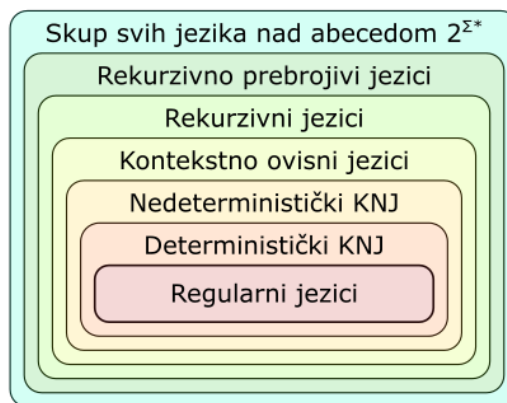 Skup svih jezika nad abecedom 2^Σ*
Rekurzivno prebrojivi jezici
Rekurzivni jezici
Kontekstno ovisni jezici
Nedeterministički KNJ
Deterministički KNJ
Regularni jezici